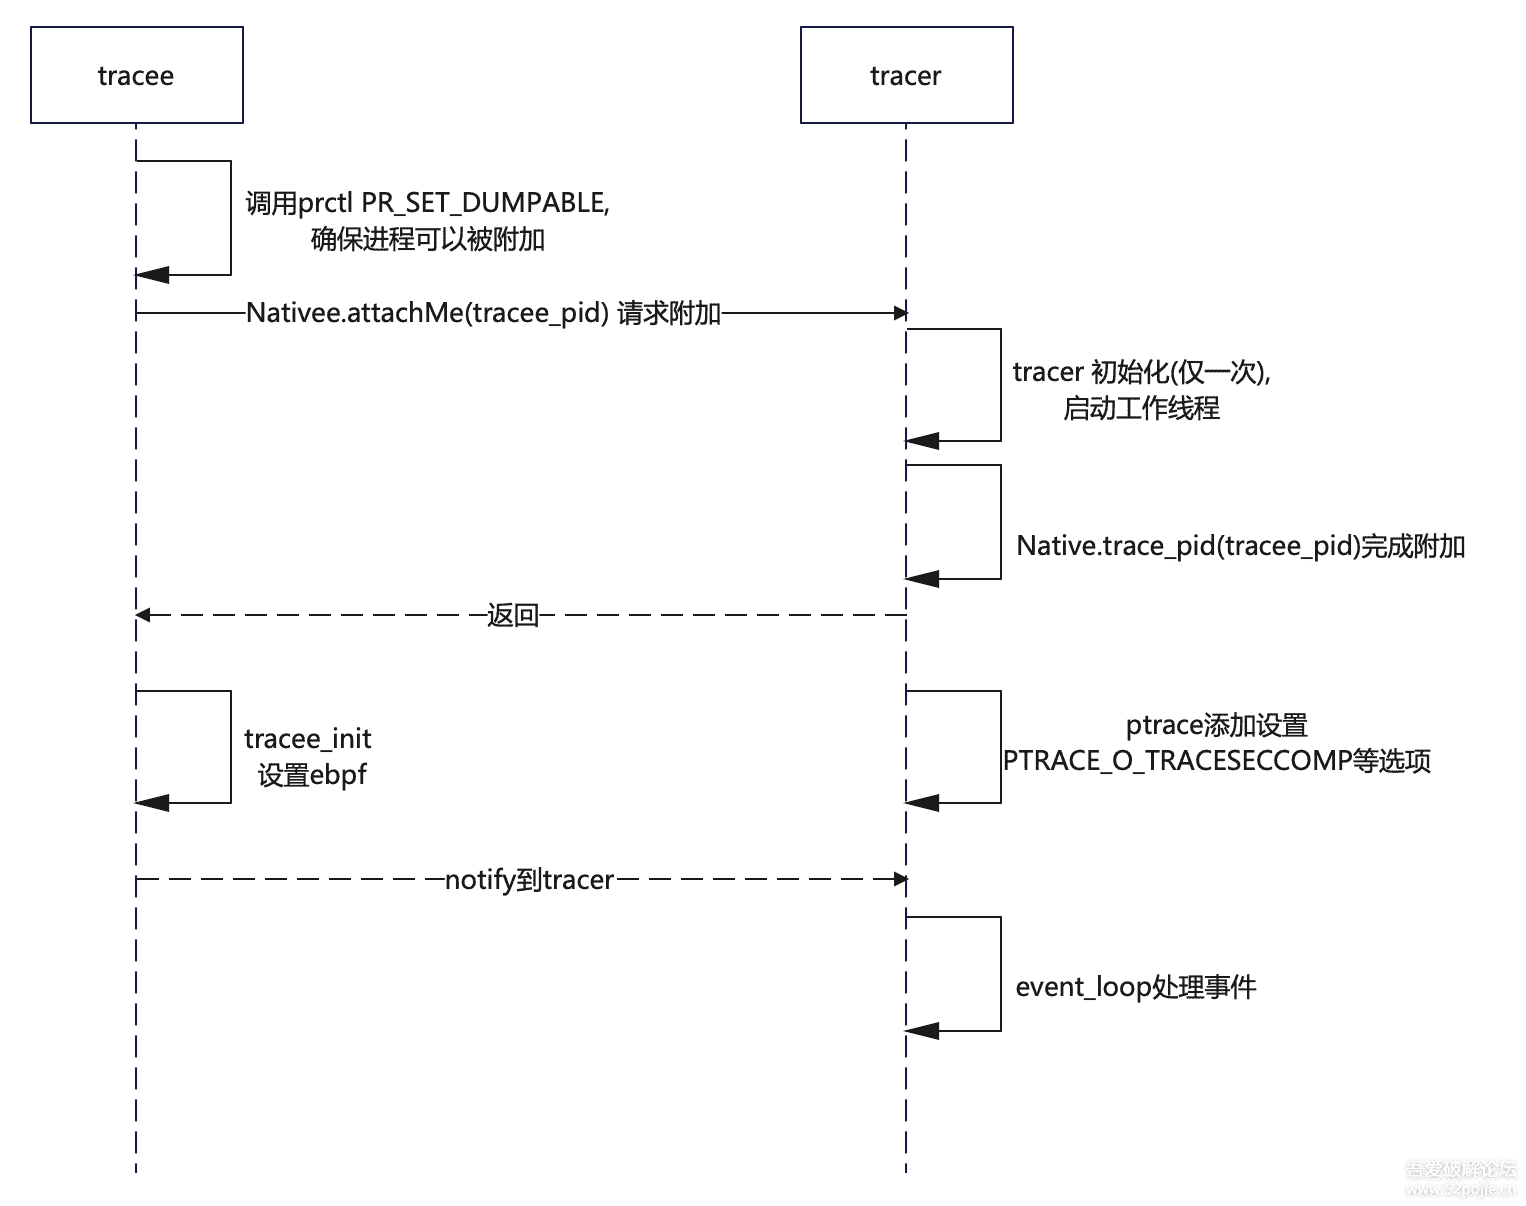 tracee
tracer
调用prctl PR_SET_DUMPABLE,
确保进程可以被附加
Nativee.attachMe(tracee_pid) 请求附加
tracer 初始化(仅一次),
启动工作线程
Native.trace_pid(tracee_pid)完成附加
返回
tracee_init
设置ebpf
ptrace添加设置
PTRACE_O_TRACESECCOMP等选项
notify到tracer
event_loop处理事件
吾爱破解论坛
www.52pojie.cn